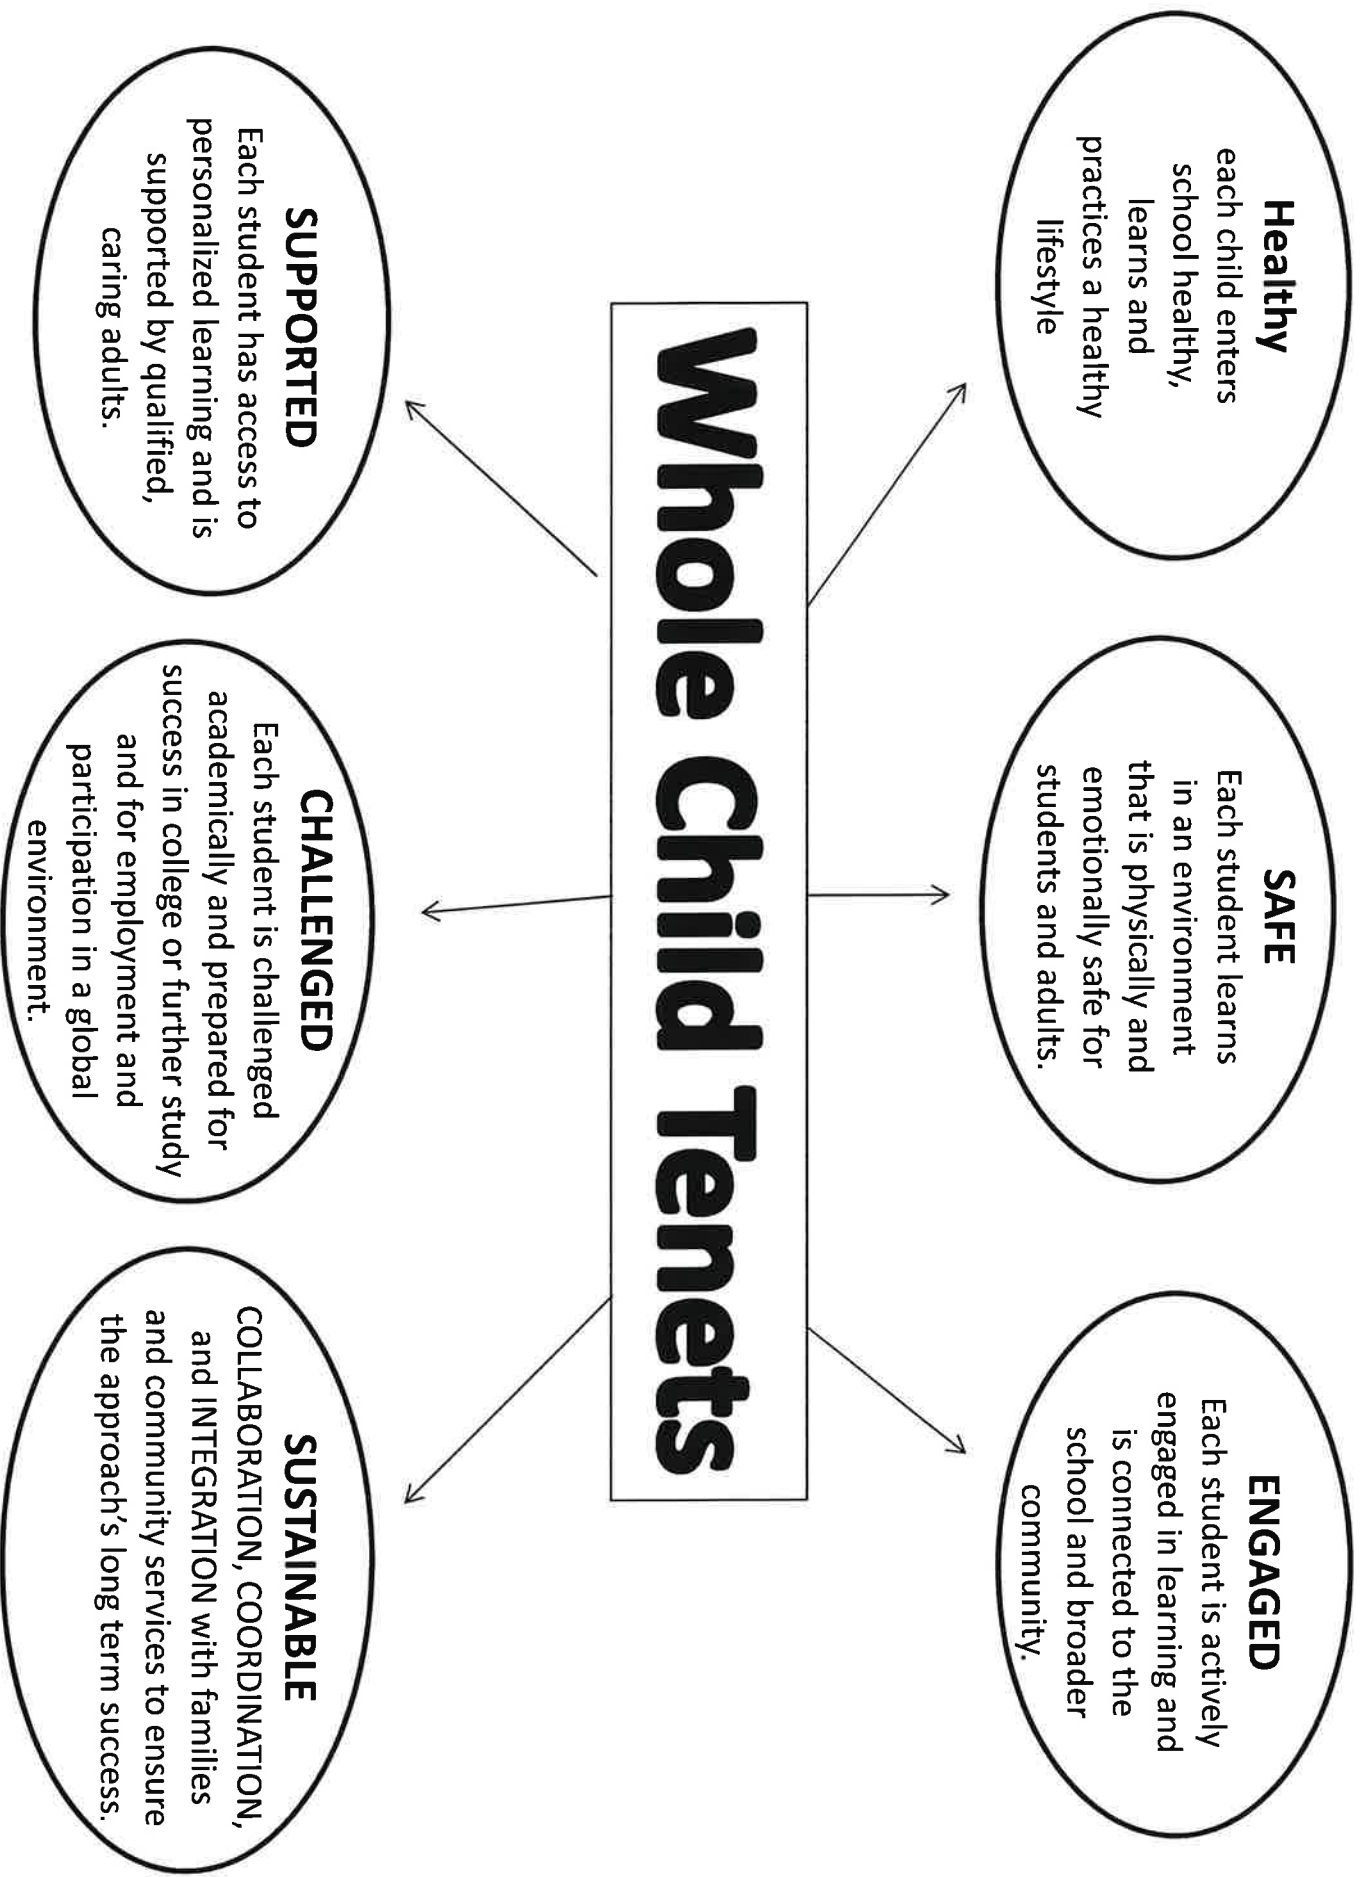 Healthy
each child enters
school healthy,
learns and
practices a healthy
lifestyle
SAFE
Each student learns
in an environment
that is physically and
emotionally safe for
students and adults.
ENGAGED
Each student is actively
engaged in learning and
is connected to the
school and broader
community.
Whole Child Tenets
SUPPORTED
Each student has access to
personalized learning and is
supported by qualified,
caring adults.
CHALLENGED
Each student is challenged
academically and prepared for
success in college or further study
and for employment and
participation in a global
environment.
SUSTAINABLE
COLLABORATION, COORDINATION,
and INTEGRATION with families
and community services to ensure
the approach’s long term success.